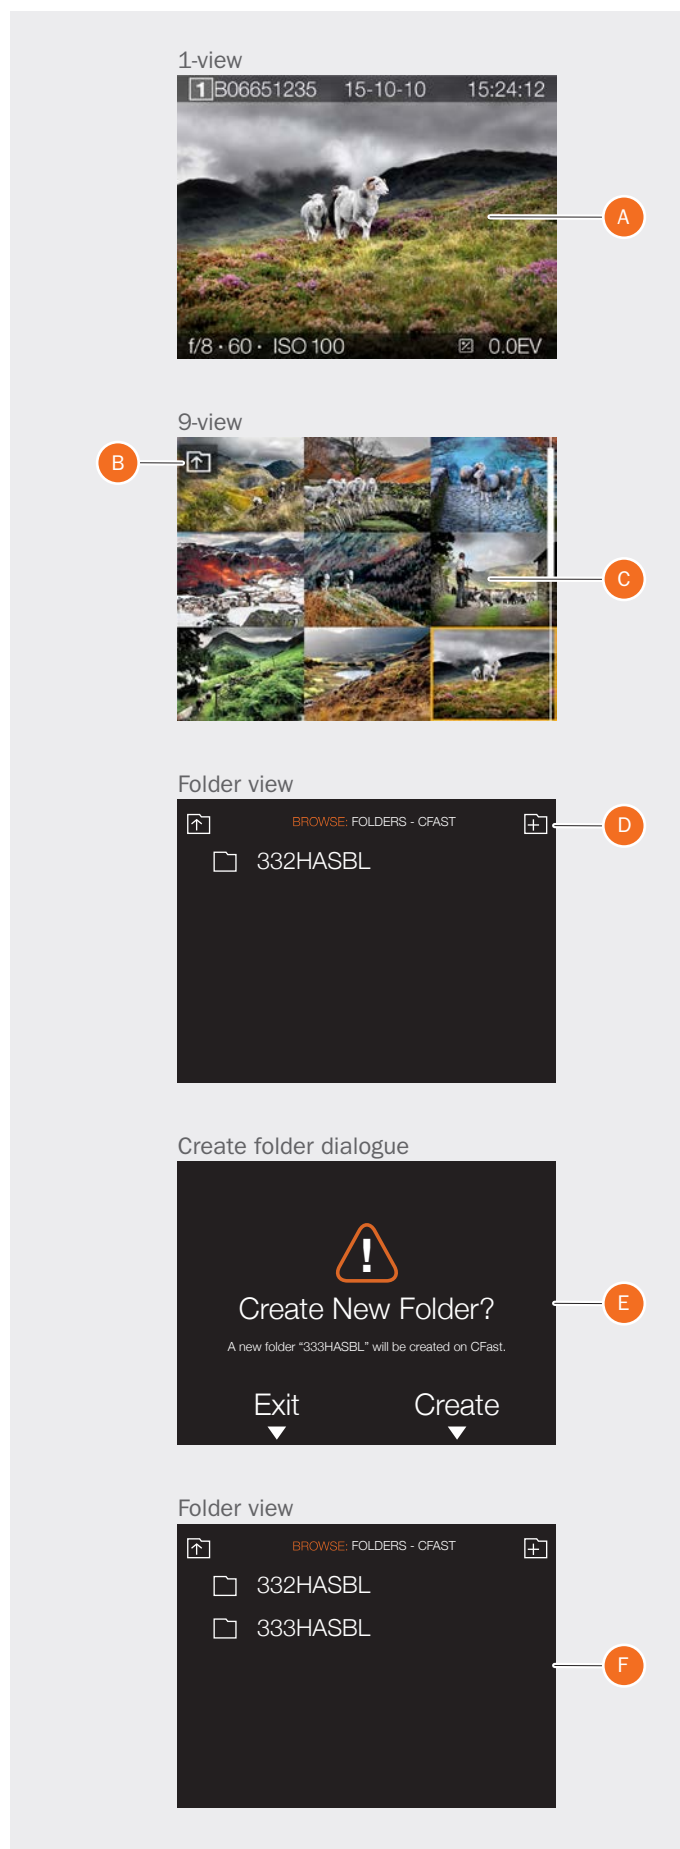 1-view
1 B06651235 15-10-10 15:24:12
A
f/8 · 60 · ISO 100 0.0EV
9-view
B
C
Folder view
BROWSE: FOLDERS - CFAST
D
332HASBL
Create folder dialogue
!
Create New Folder?
E
A new folder “333HASBL” will be created on CFast.
Exit Create
Folder view
BROWSE: FOLDERS - CFAST
332HASBL
333HASBL
F